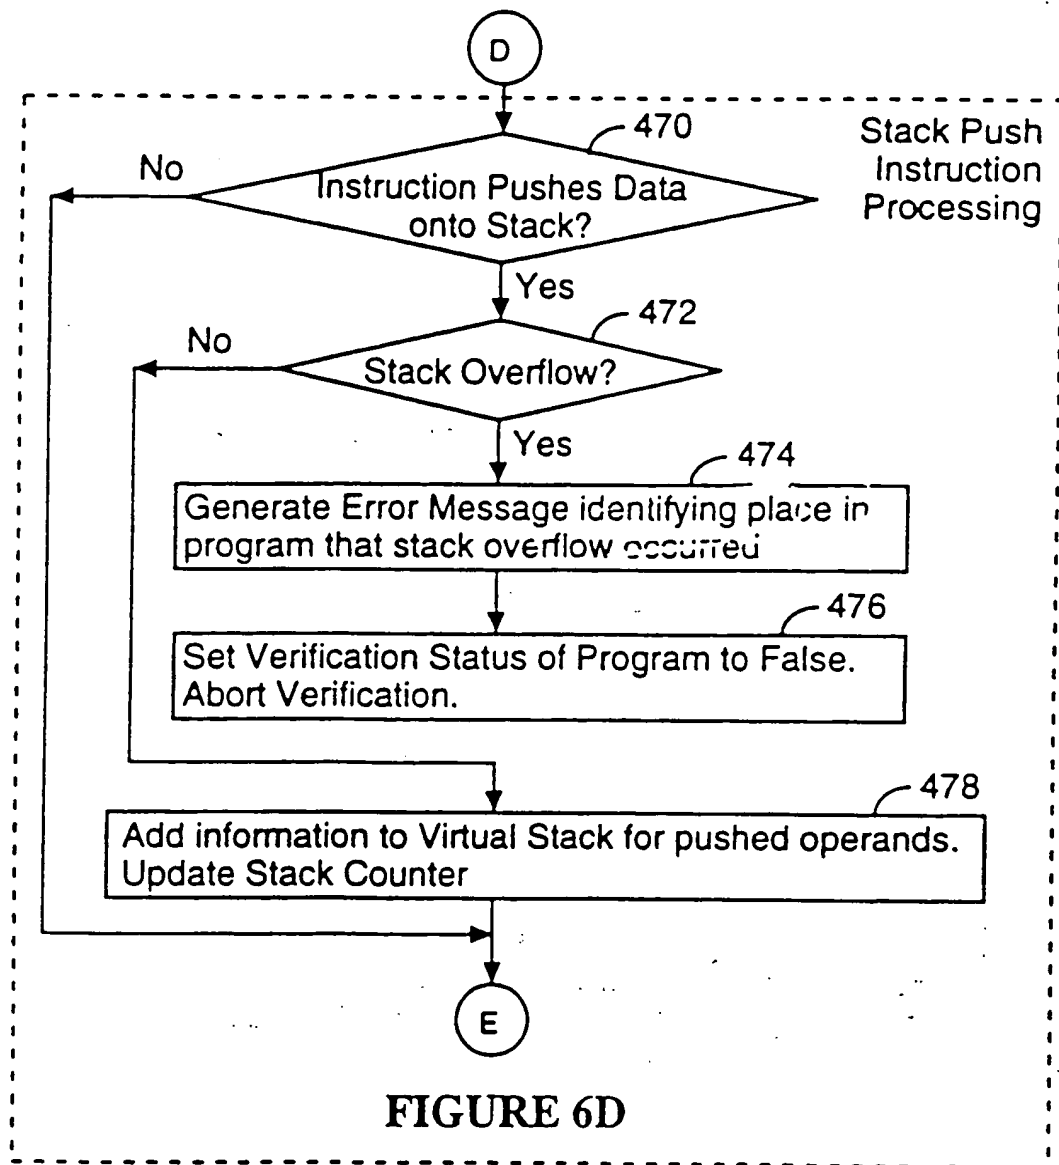 D
470
Stack Push
Instruction
Processing
No
Instruction Pushes Data
onto Stack?
Yes
472
No
Stack Overflow?
Yes
474
Generate Error Message identifying place in
program that stack overflow occurred
476
Set Verification Status of Program to False.
Abort Verification.
478
Add information to Virtual Stack for pushed operands.
Update Stack Counter
E
FIGURE 6D